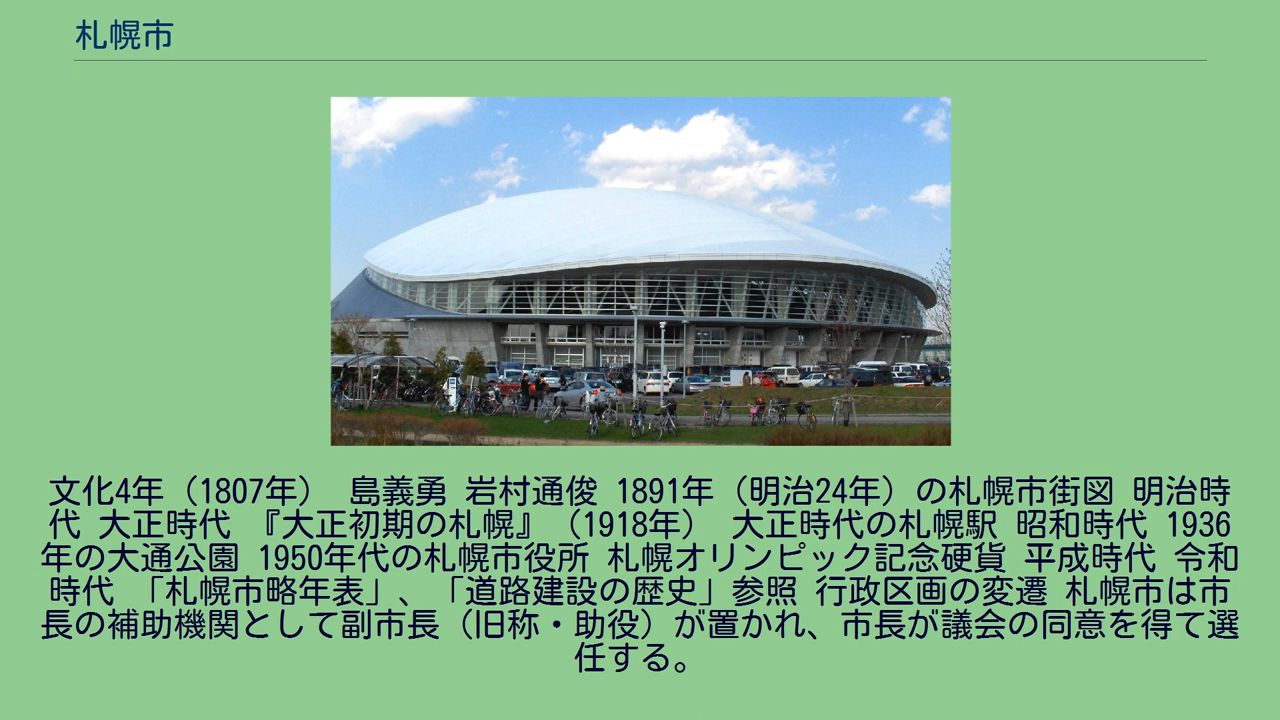 札幌市
文化4年（1807年） 島義勇 岩村通俊 1891年（明治24年）の札幌市街図 明治時
代 大正時代 『大正初期の札幌』（1918年） 大正時代の札幌駅 昭和時代 1936
年の大通公園 1950年代の札幌市役所 札幌オリンピック記念硬貨 平成時代 令和
時代 「札幌市略年表」、「道路建設の歴史」参照 行政区画の変遷 札幌市は市
長の補助機関として副市長（旧称・助役）が置かれ、市長が議会の同意を得て選
任する。